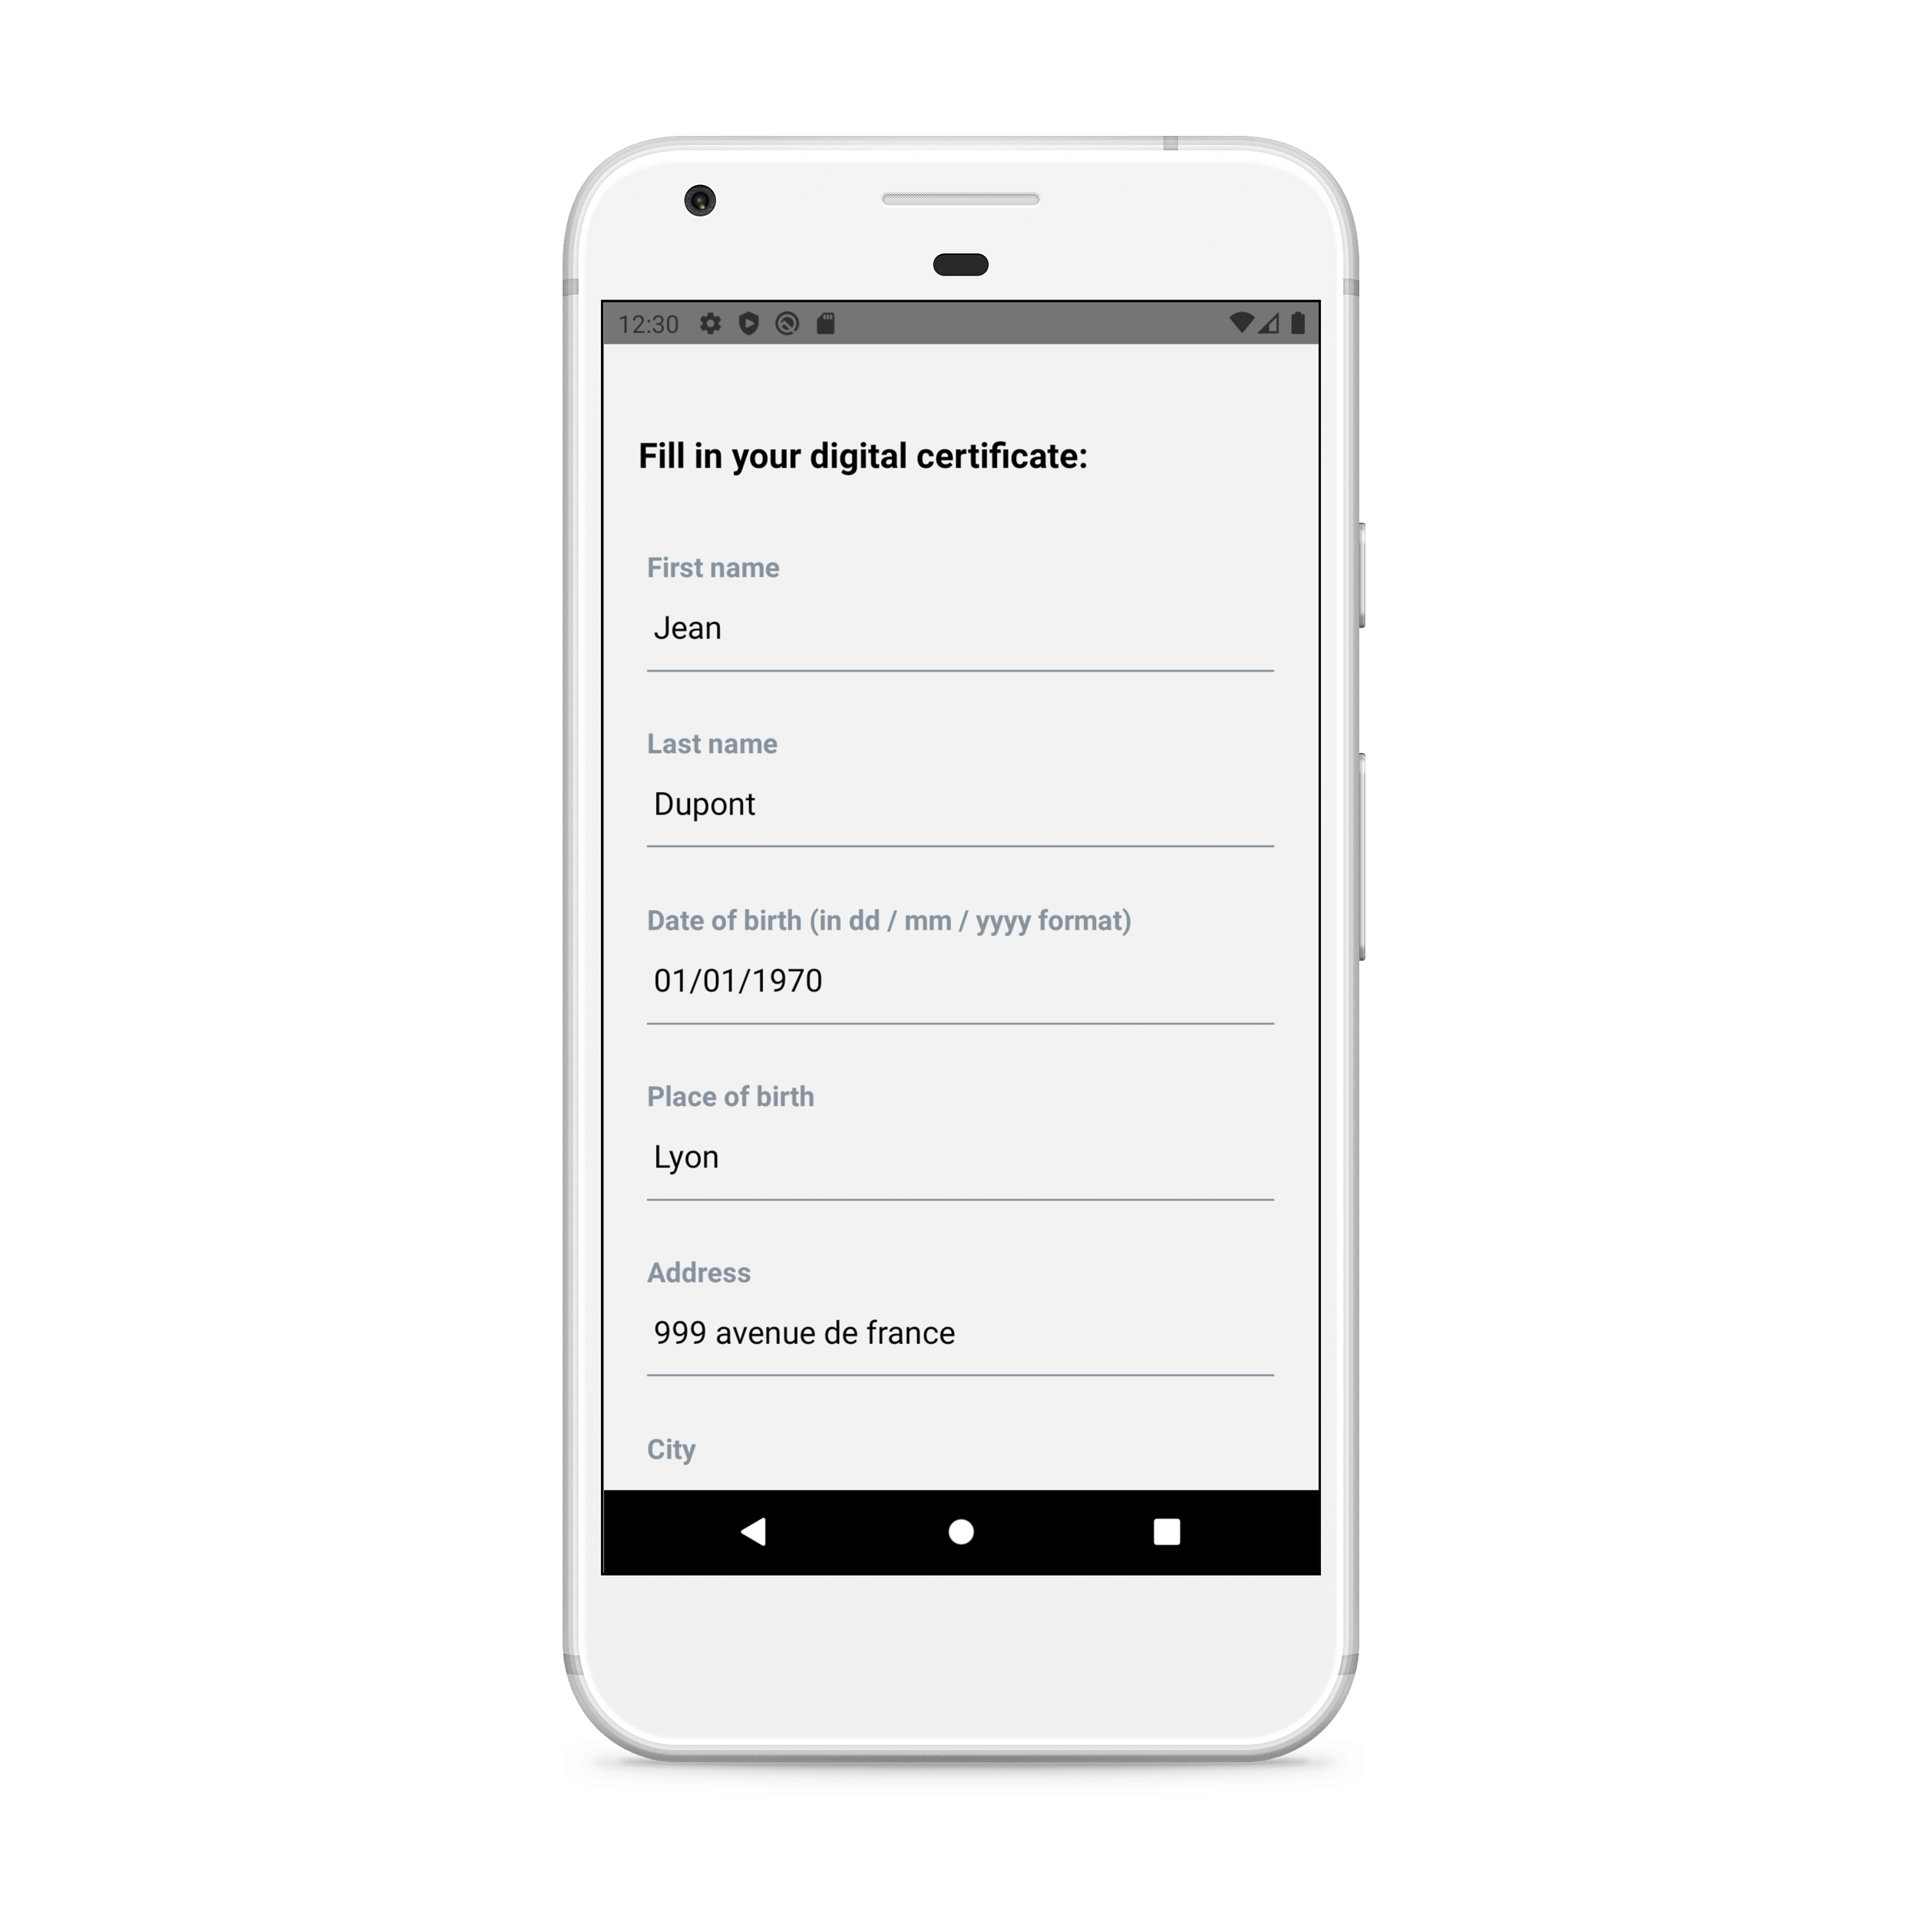 12:30
Fill in your digital certificate:
First name
Jean
Last name
Dupont
Date of birth (in dd / mm / yyyy format)
01/01/1970
Place of birth
Lyon
Address
999 avenue de france
City